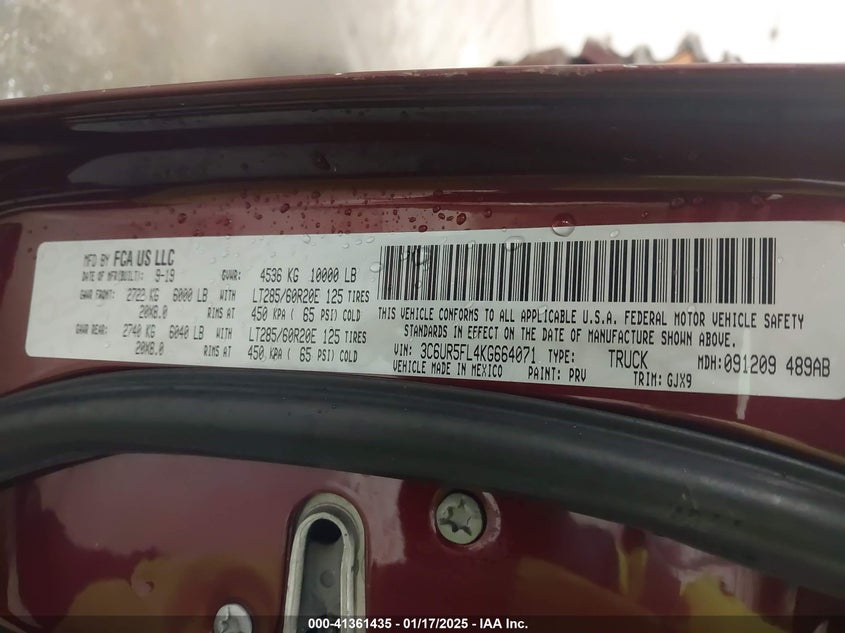 MFD BY FCA US LLC
DATE OF MFR(BUILT): 9-19 GVWR: 4536 KG 10000 LB
GAWR FRONT: 2722 KG 6000 LB WITH LT285/60R20E 125 TIRES
20X8.0 RIMS AT 450 KPA ( 65 PSI) COLD
GAWR REAR: 2740 KG 6040 LB WITH LT285/60R20E 125 TIRES
20X8.0 RIMS AT 450 KPA ( 65 PSI) COLD
THIS VEHICLE CONFORMS TO ALL APPLICABLE U.S.A. FEDERAL MOTOR VEHICLE SAFETY
STANDARDS IN EFFECT ON THE DATE OF MANUFACTURE SHOWN ABOVE.
VIN: 3C6UR5FL4KG664071 TYPE: TRUCK MDH:091209 489AB
VEHICLE MADE IN MEXICO PAINT: PRV TRIM: GJX9
000-41361435 - 01/17/2025 - IAA Inc.